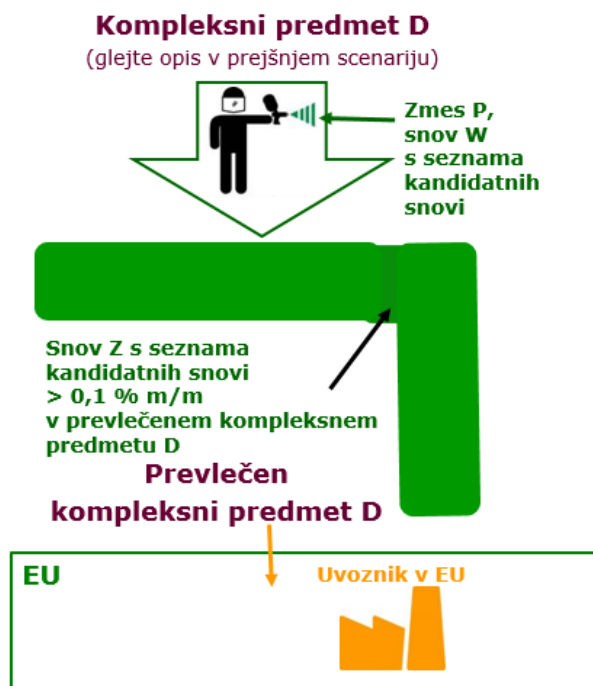 Kompleksni predmet D
(glejte opis v prejšnjem scenariju)
Zmes P,
snov W
s seznama
kandidatnih
snovi
Snov Z s seznama
kandidatnih snovi
> 0,1 % m/m
v prevlečenem kompleksnem
predmetu D
Prevlečen
kompleksni predmet D
EU
Uvoznik v EU